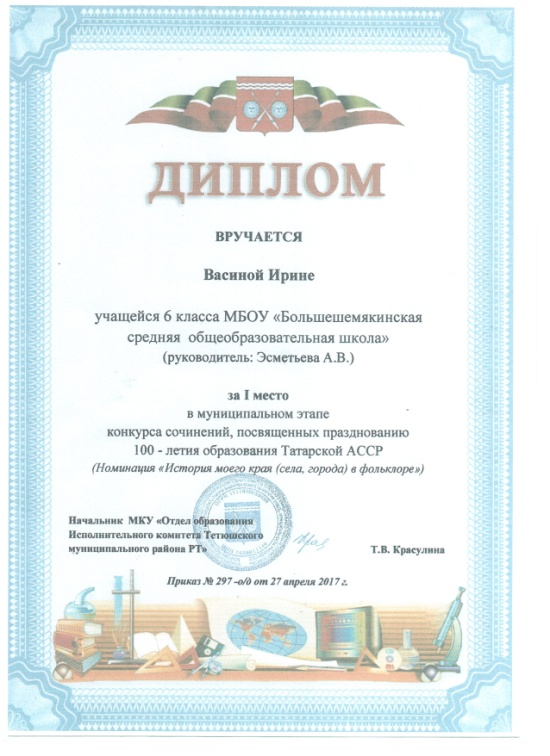 ДИПЛОМ
ВРУЧАЕТСЯ
Васиной Ирине
учащейся 6 класса МБОУ «Большешемякинская
средняя общеобразовательная школа»
(руководитель: Эсметьева А.В.)
за I место
в муниципальном этапе
конкурса сочинений, посвященных празднованию
100 - летия образования Татарской АССР
(Номинация «История моего края (села, города) в фольклоре»)
Начальник МКУ «Отдел образования
Исполнительного комитета Тетюшского
муниципального района РТ»
Т.В. Красулина
Приказ № 297 -о/д от 27 апреля 2017 г.